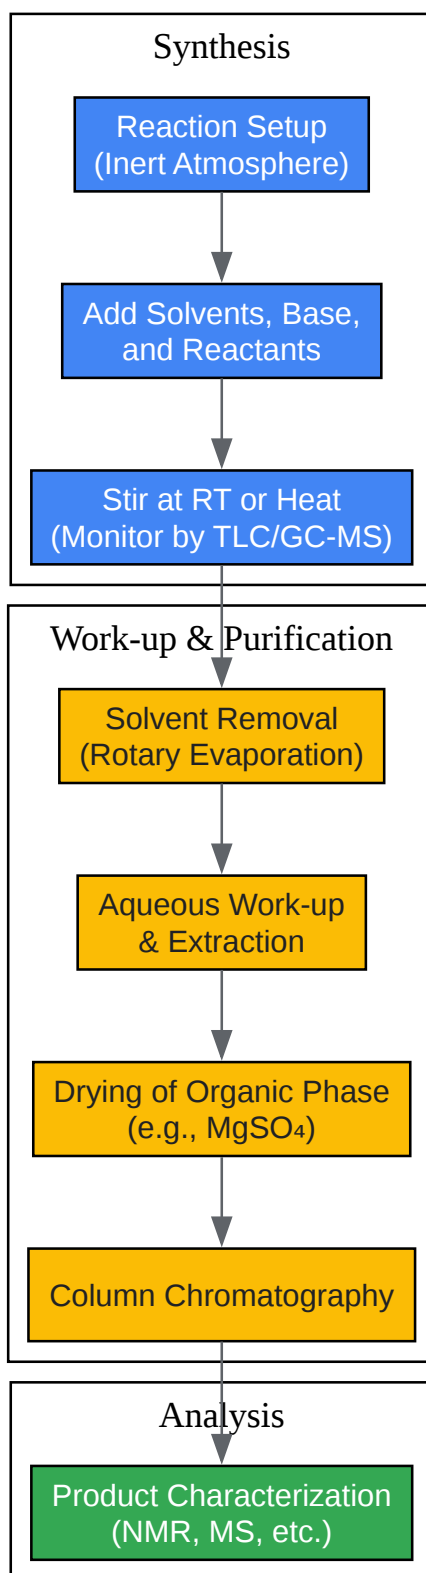 Synthesis
Reaction Setup
(Inert Atmosphere)
Add Solvents, Base,
and Reactants
Stir at RT or Heat
(Monitor by TLC/GC-MS)
Work-up & Purification
Solvent Removal
(Rotary Evaporation)
Aqueous Work-up
& Extraction
Drying of Organic Phase
(e.g., MgSO₄)
Column Chromatography
Analysis
Product Characterization
(NMR, MS, etc.)